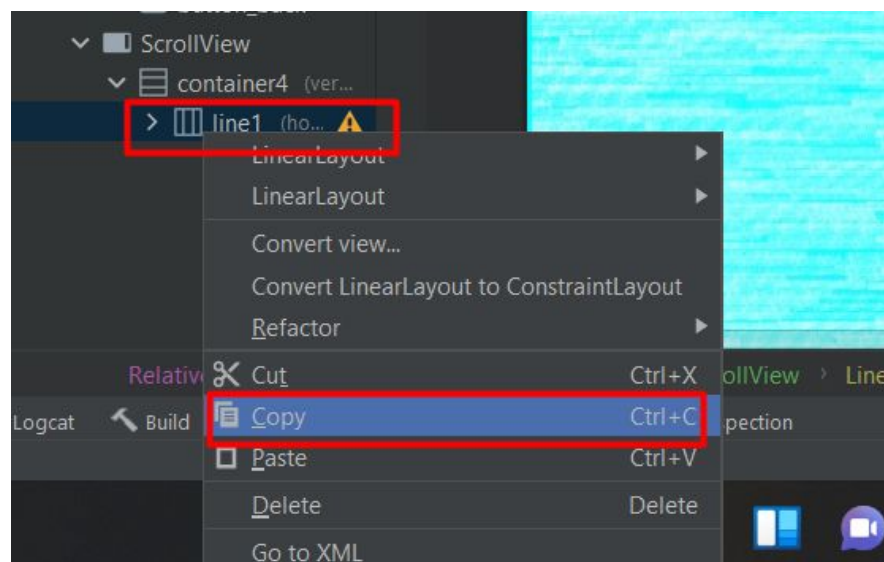 ScrollView
container4 (ver...
line1 (ho...
LinearLayout
LinearLayout
Convert view...
Convert LinearLayout to ConstraintLayout
Refactor
Relativ
Cut Ctrl+X
ollView > Line
Copy Ctrl+C
Logcat Build
pection
Paste Ctrl+V
Delete Delete
Go to XML